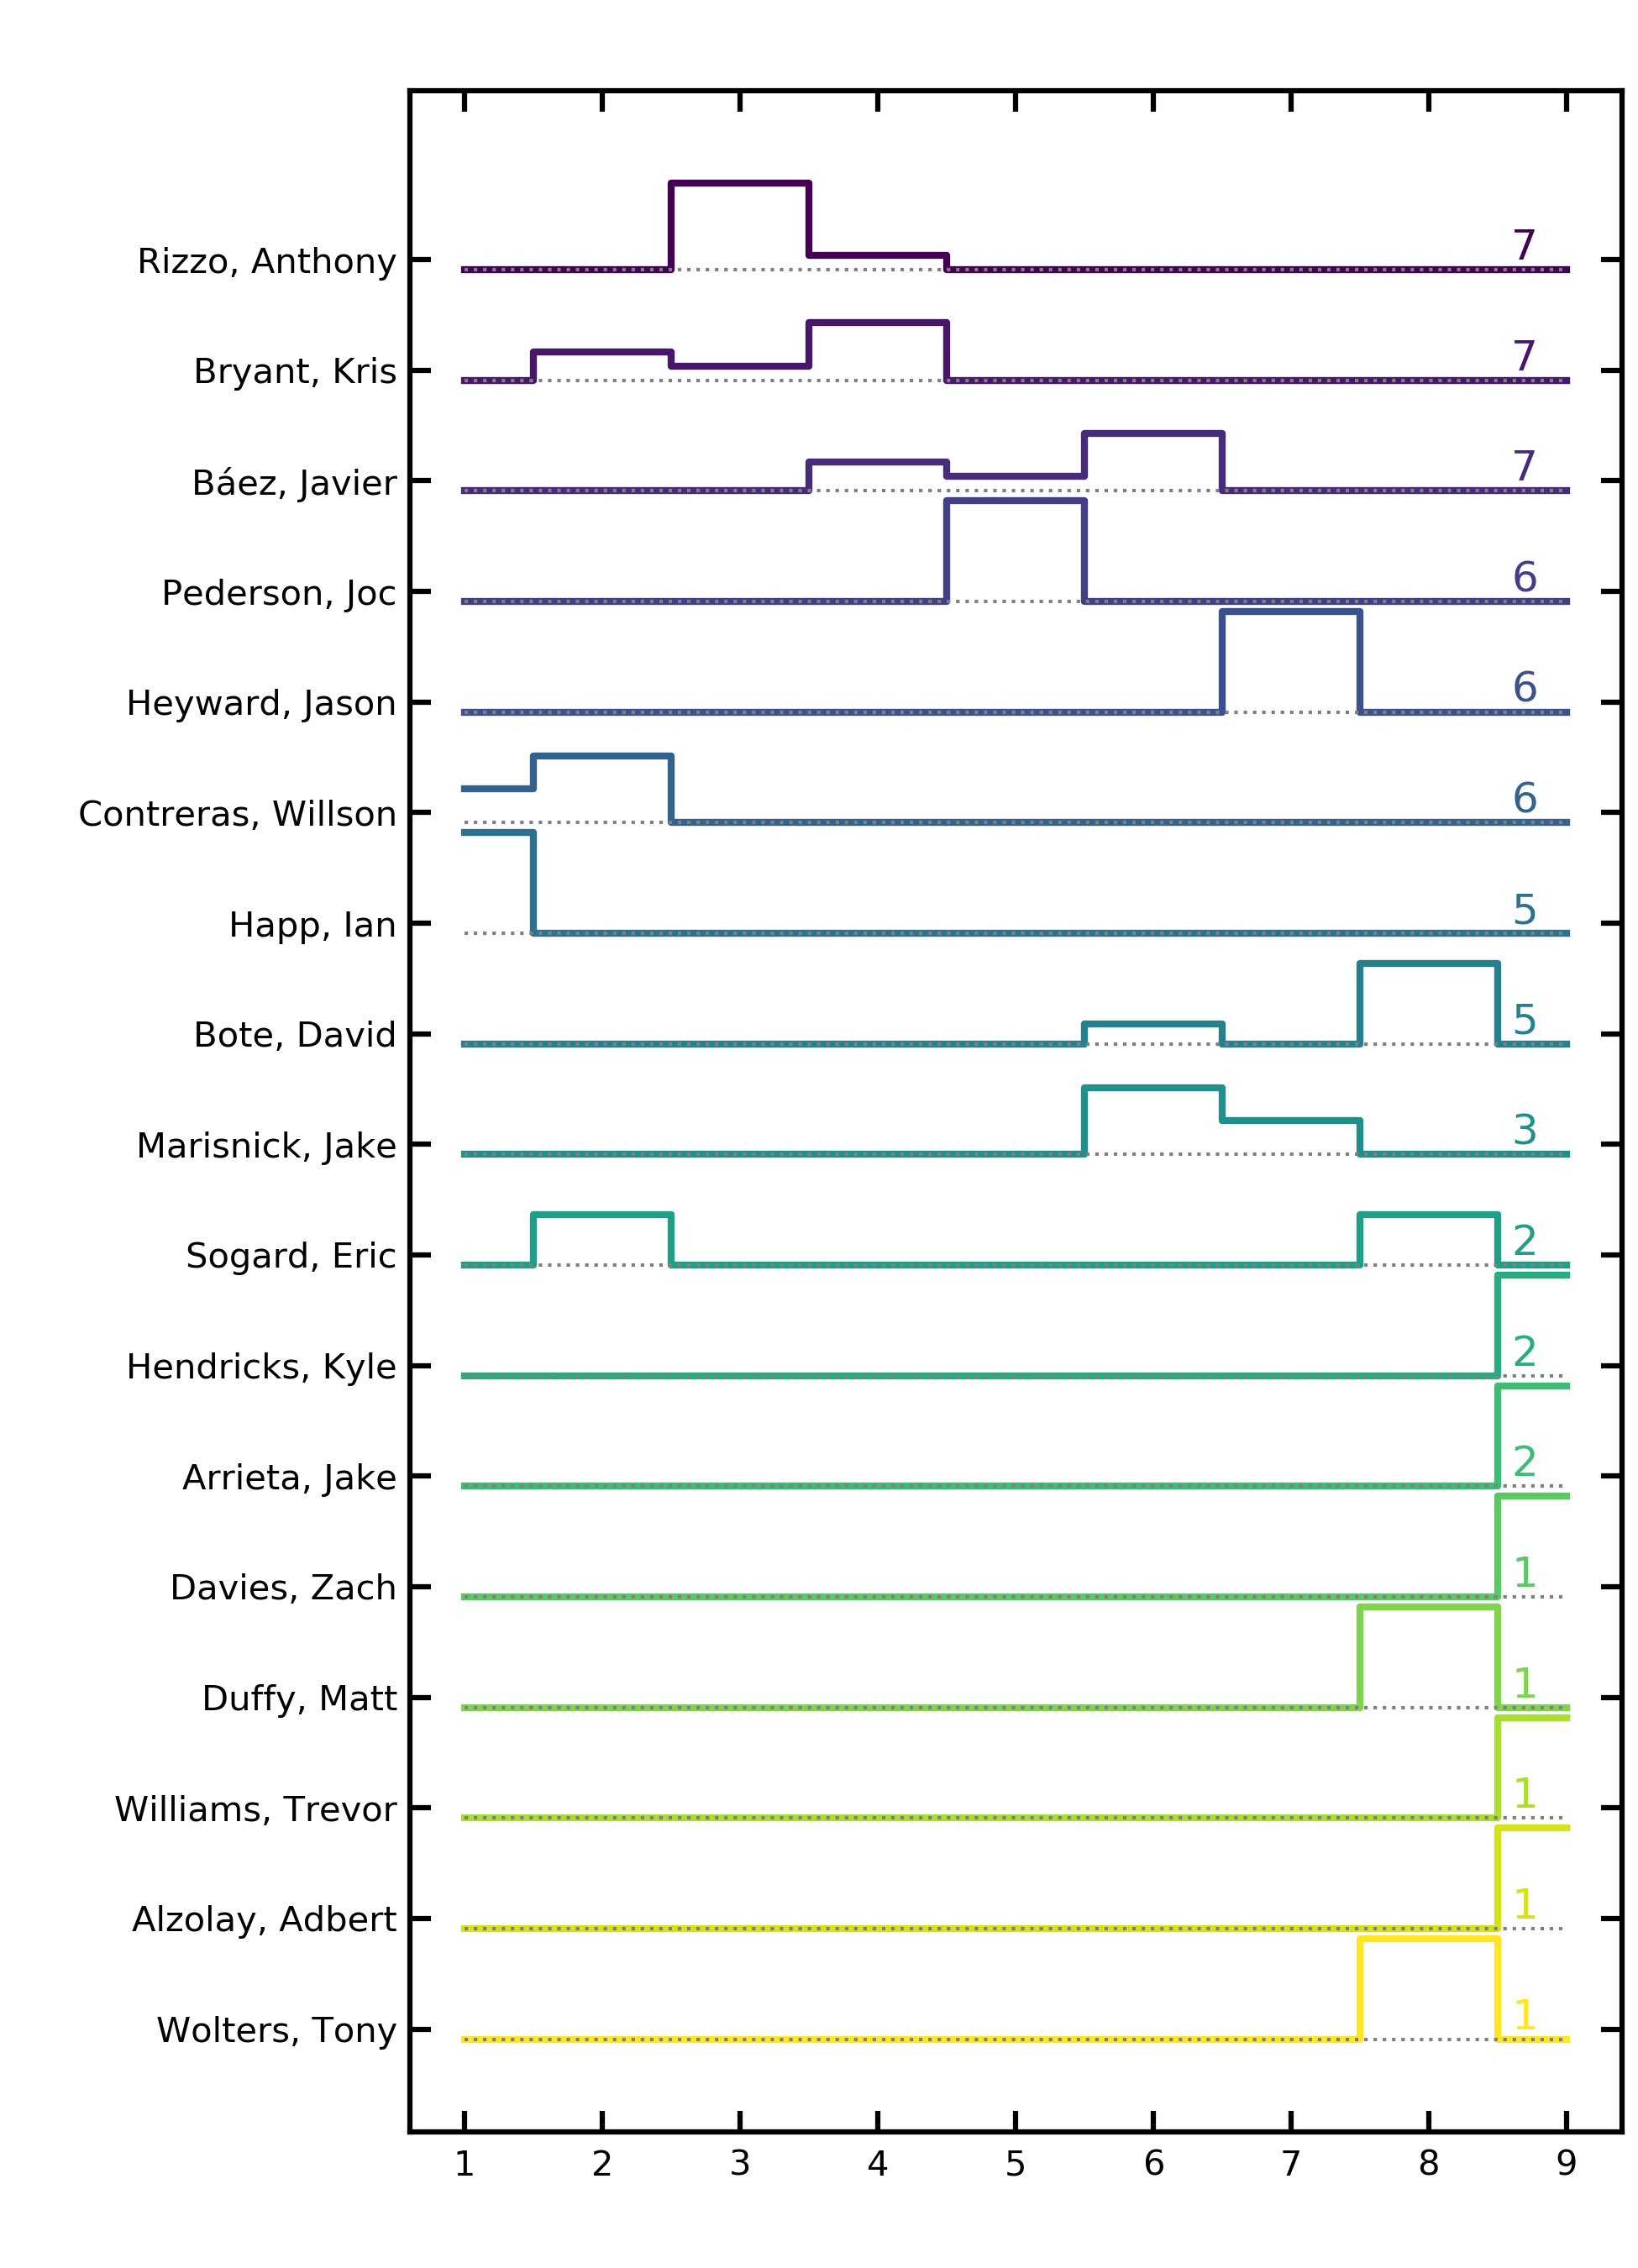 Rizzo, Anthony 7
Bryant, Kris 7
Báez, Javier 7
Pederson, Joc 6
Heyward, Jason 6
Contreras, Willson 6
Happ, Ian 5
Bote, David 5
Marisnick, Jake 3
Sogard, Eric 2
Hendricks, Kyle 2
Arrieta, Jake 2
Davies, Zach 1
Duffy, Matt 1
Williams, Trevor 1
Alzolay, Adbert 1
Wolters, Tony 1
1 2 3 4 5 6 7 8 9